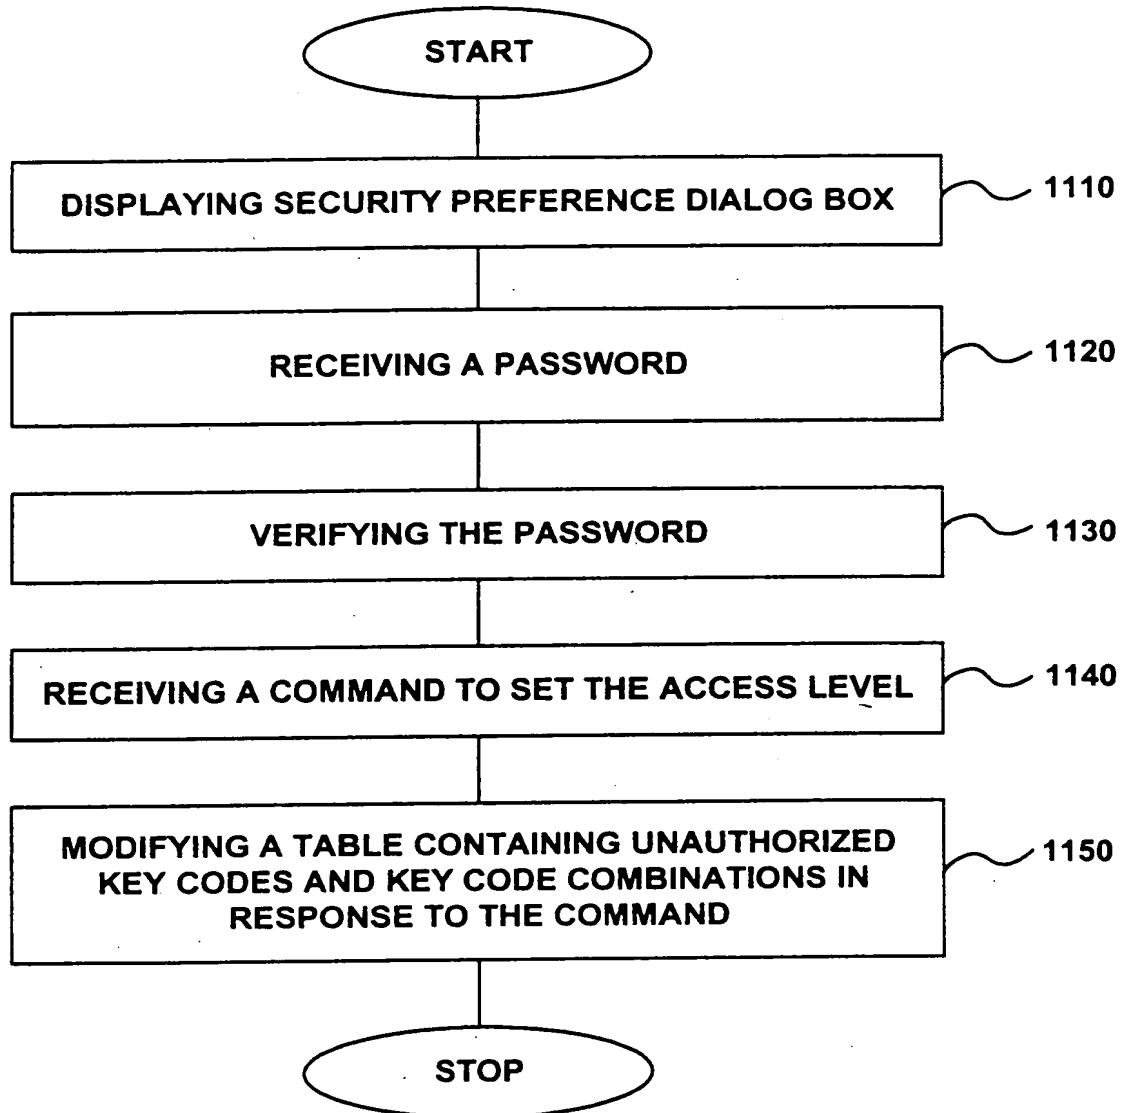 START
DISPLAYING SECURITY PREFERENCE DIALOG BOX
1110
RECEIVING A PASSWORD
1120
VERIFYING THE PASSWORD
1130
RECEIVING A COMMAND TO SET THE ACCESS LEVEL
1140
MODIFYING A TABLE CONTAINING UNAUTHORIZED
KEY CODES AND KEY CODE COMBINATIONS IN
RESPONSE TO THE COMMAND
1150
STOP